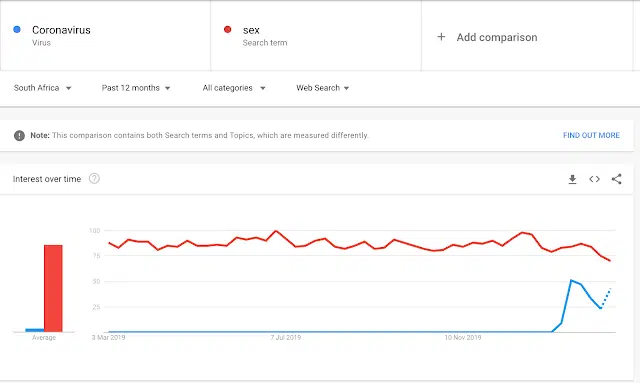 Coronavirus
Virus
sex
Search term
+ Add comparison
South Africa
Past 12 months
All categories
Web Search
Note: This comparison contains both Search terms and Topics, which are measured differently.
FIND OUT MORE
Interest over time
100
75
50
25
Average
3 Mar 2019
7 Jul 2019
10 Nov 2019